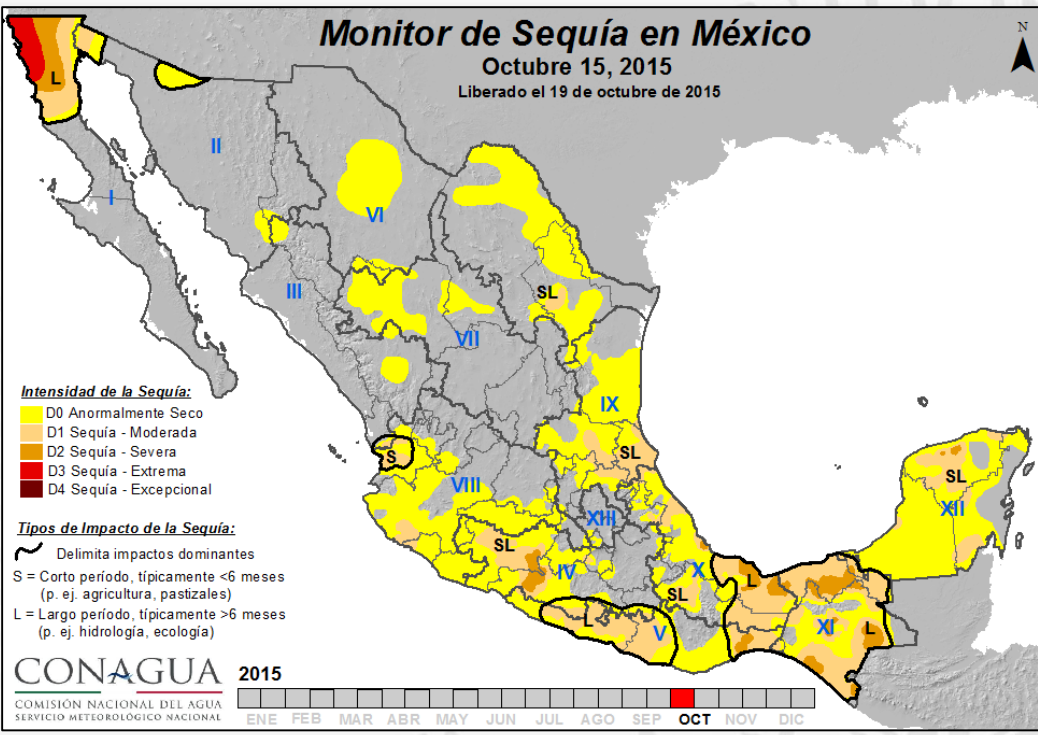 Monitor de Sequía en México
Octubre 15, 2015
Liberado el 19 de octubre de 2015
N
L
II
I
VI
III
SL
VII
IX
Intensidad de la Sequía:
D0 Anormalmente Seco
D1 Sequía - Moderada
D2 Sequía - Severa
D3 Sequía - Extrema
D4 Sequía - Excepcional
S
SL
VIII
SL
XII
XIII
Tipos de Impacto de la Sequía:
Delimita impactos dominantes
S = Corto período, típicamente <6 meses
(p. ej. agricultura, pastizales)
L = Largo período, típicamente >6 meses
(p. ej. hidrología, ecología)
SL
IV
X
L
SL
L
V
XI
L
CONAGUA
COMISIÓN NACIONAL DEL AGUA
SERVICIO METEOROLÓGICO NACIONAL
2015
ENE FEB MAR ABR MAY JUN JUL AGO SEP OCT NOV DIC